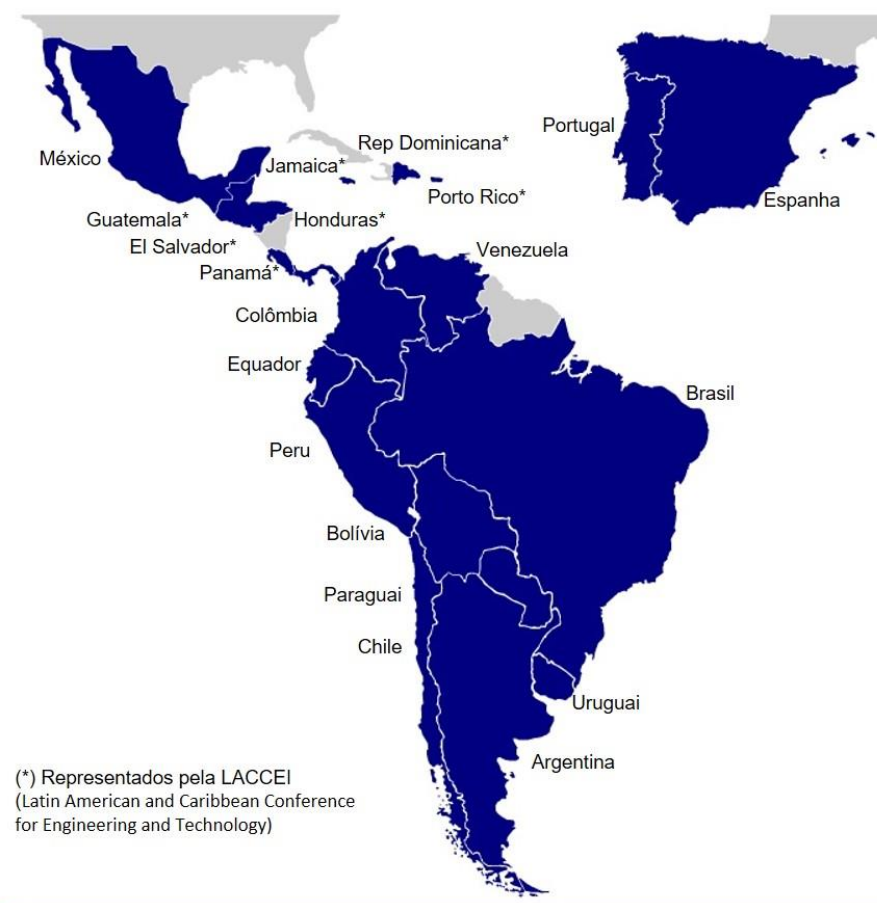 Rep Dominicana*
Portugal
México
Jamaica*
Porto Rico*
Espanha
Guatemala*
Honduras*
El Salvador*
Venezuela
Panamá*
Colômbia
Equador
Brasil
Peru
Bolívia
Paraguai
Chile
Uruguai
Argentina
(*) Representados pela LACCEI
(Latin American and Caribbean Conference
for Engineering and Technology)